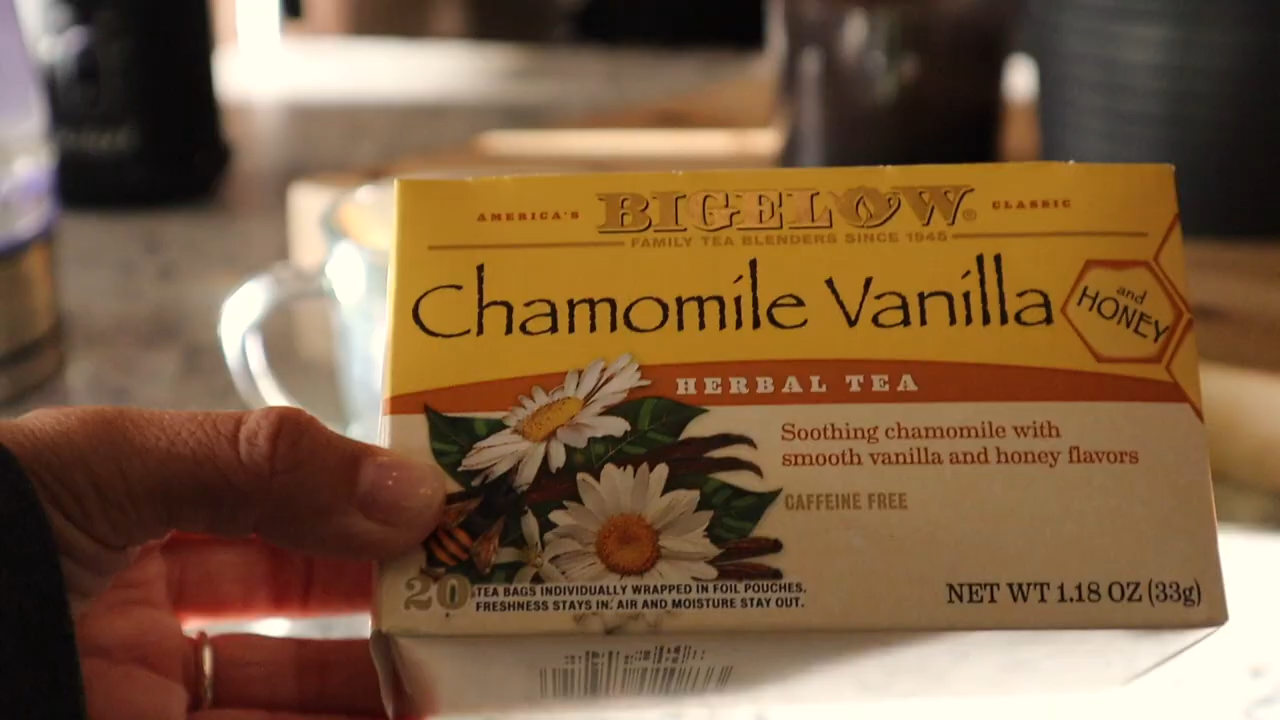 AMERICA'S BIGELOW® CLASSIC
FAMILY TEA BLENDERS SINCE 1945
Chamomile Vanilla
and
HONEY
HERBAL TEA
Soothing chamomile with
smooth vanilla and honey flavors
CAFFEINE FREE
20 TEA BAGS INDIVIDUALLY WRAPPED IN FOIL POUCHES.
FRESHNESS STAYS IN. AIR AND MOISTURE STAY OUT.
NET WT 1.18 OZ (33g)